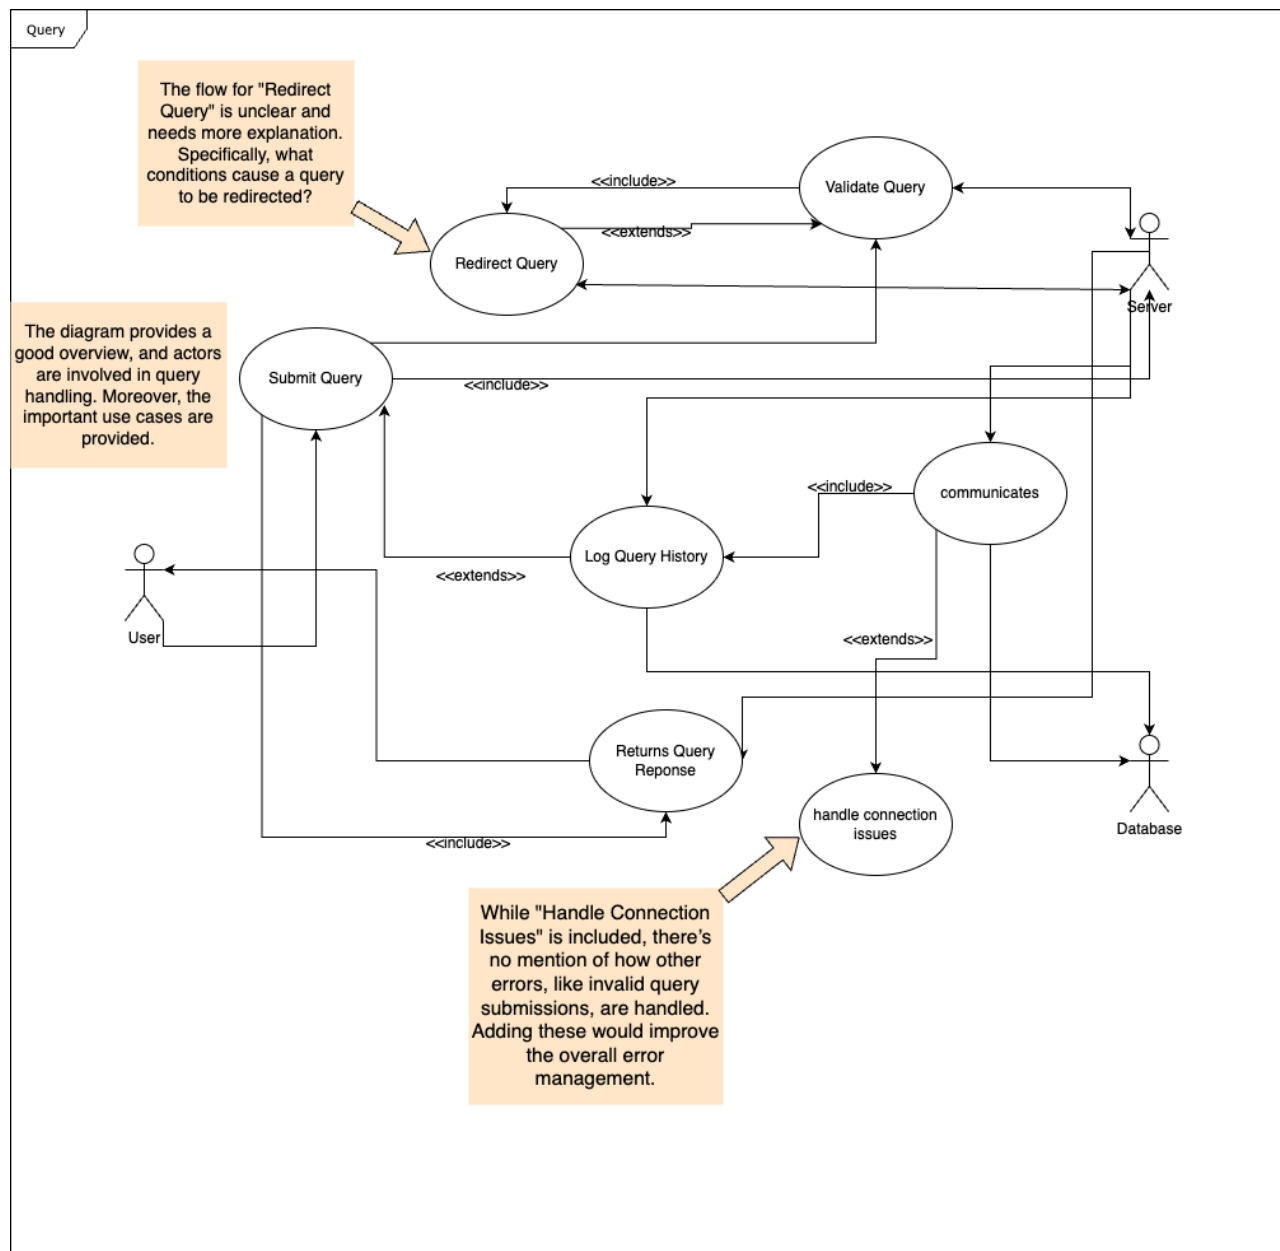 Query
The flow for "Redirect
Query" is unclear and
needs more explanation.
Specifically, what
conditions cause a query
to be redirected?
<<include>>
Validate Query
<<extends>>
Redirect Query
Server
The diagram provides a
good overview, and actors
are involved in query
handling. Moreover, the
important use cases are
provided.
Submit Query
<<include>>
communicates
<<include>>
Log Query History
<<extends>>
User
<<extends>>
Returns Query
Reponse
handle connection
issues
Database
<<include>>
While "Handle Connection
Issues" is included, there's
no mention of how other
errors, like invalid query
submissions, are handled.
Adding these would improve
the overall error
management.